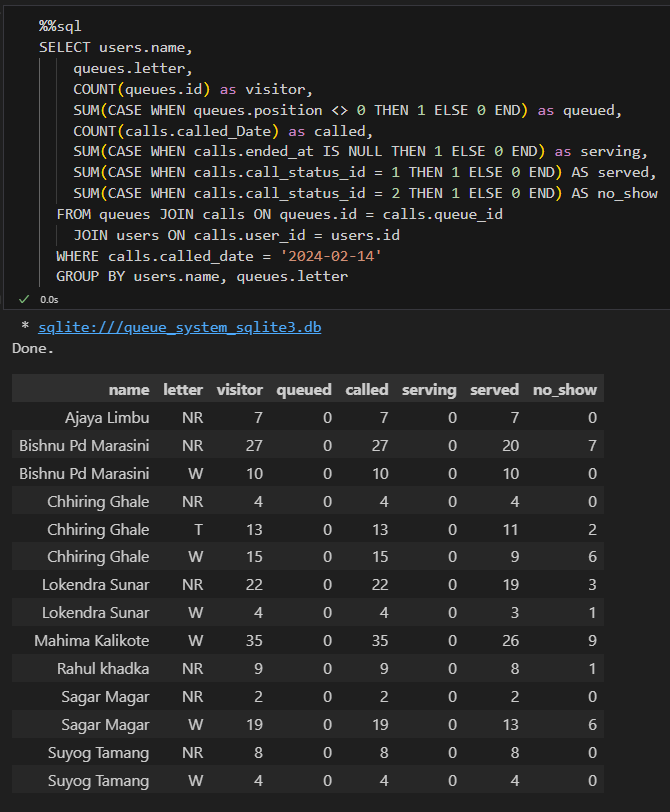 %%sql
SELECT users.name,
queues.letter,
COUNT(queues.id) as visitor,
SUM(CASE WHEN queues.position <> 0 THEN 1 ELSE 0 END) as queued,
COUNT(calls.called_Date) as called,
SUM(CASE WHEN calls.ended_at IS NULL THEN 1 ELSE 0 END) as serving,
SUM(CASE WHEN calls.call_status_id = 1 THEN 1 ELSE 0 END) AS served,
SUM(CASE WHEN calls.call_status_id = 2 THEN 1 ELSE 0 END) AS no_show
FROM queues JOIN calls ON queues.id = calls.queue_id
JOIN users ON calls.user_id = users.id
WHERE calls.called_date = '2024-02-14'
GROUP BY users.name, queues.letter
✓ 0.0s
* sqlite:///queue_system_sqlite3.db
Done.
name letter visitor queued called serving served no_show
Ajaya Limbu NR 7 0 7 0 7 0
Bishnu Pd Marasini NR 27 0 27 0 20 7
Bishnu Pd Marasini W 10 0 10 0 10 0
Chhiring Ghale NR 4 0 4 0 4 0
Chhiring Ghale T 13 0 13 0 11 2
Chhiring Ghale W 15 0 15 0 9 6
Lokendra Sunar NR 22 0 22 0 19 3
Lokendra Sunar W 4 0 4 0 3 1
Mahima Kalikote W 35 0 35 0 26 9
Rahul khadka NR 9 0 9 0 8 1
Sagar Magar NR 2 0 2 0 2 0
Sagar Magar W 19 0 19 0 13 6
Suyog Tamang NR 8 0 8 0 8 0
Suyog Tamang W 4 0 4 0 4 0